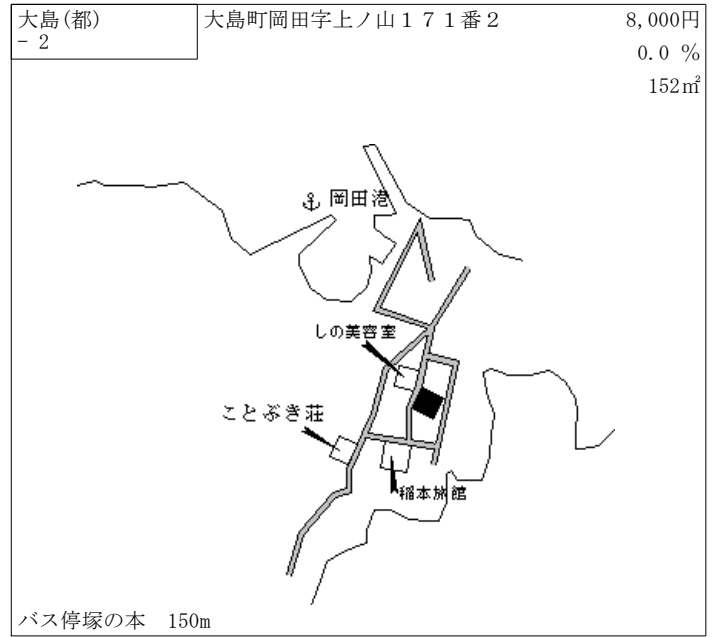 大島(都)
- 2
大島町岡田字上ノ山１７１番２
8,000円
0.0 %
152㎡
岡田港
しの美容室
ことぶき荘
稲本旅館
バス停塚の本　150m